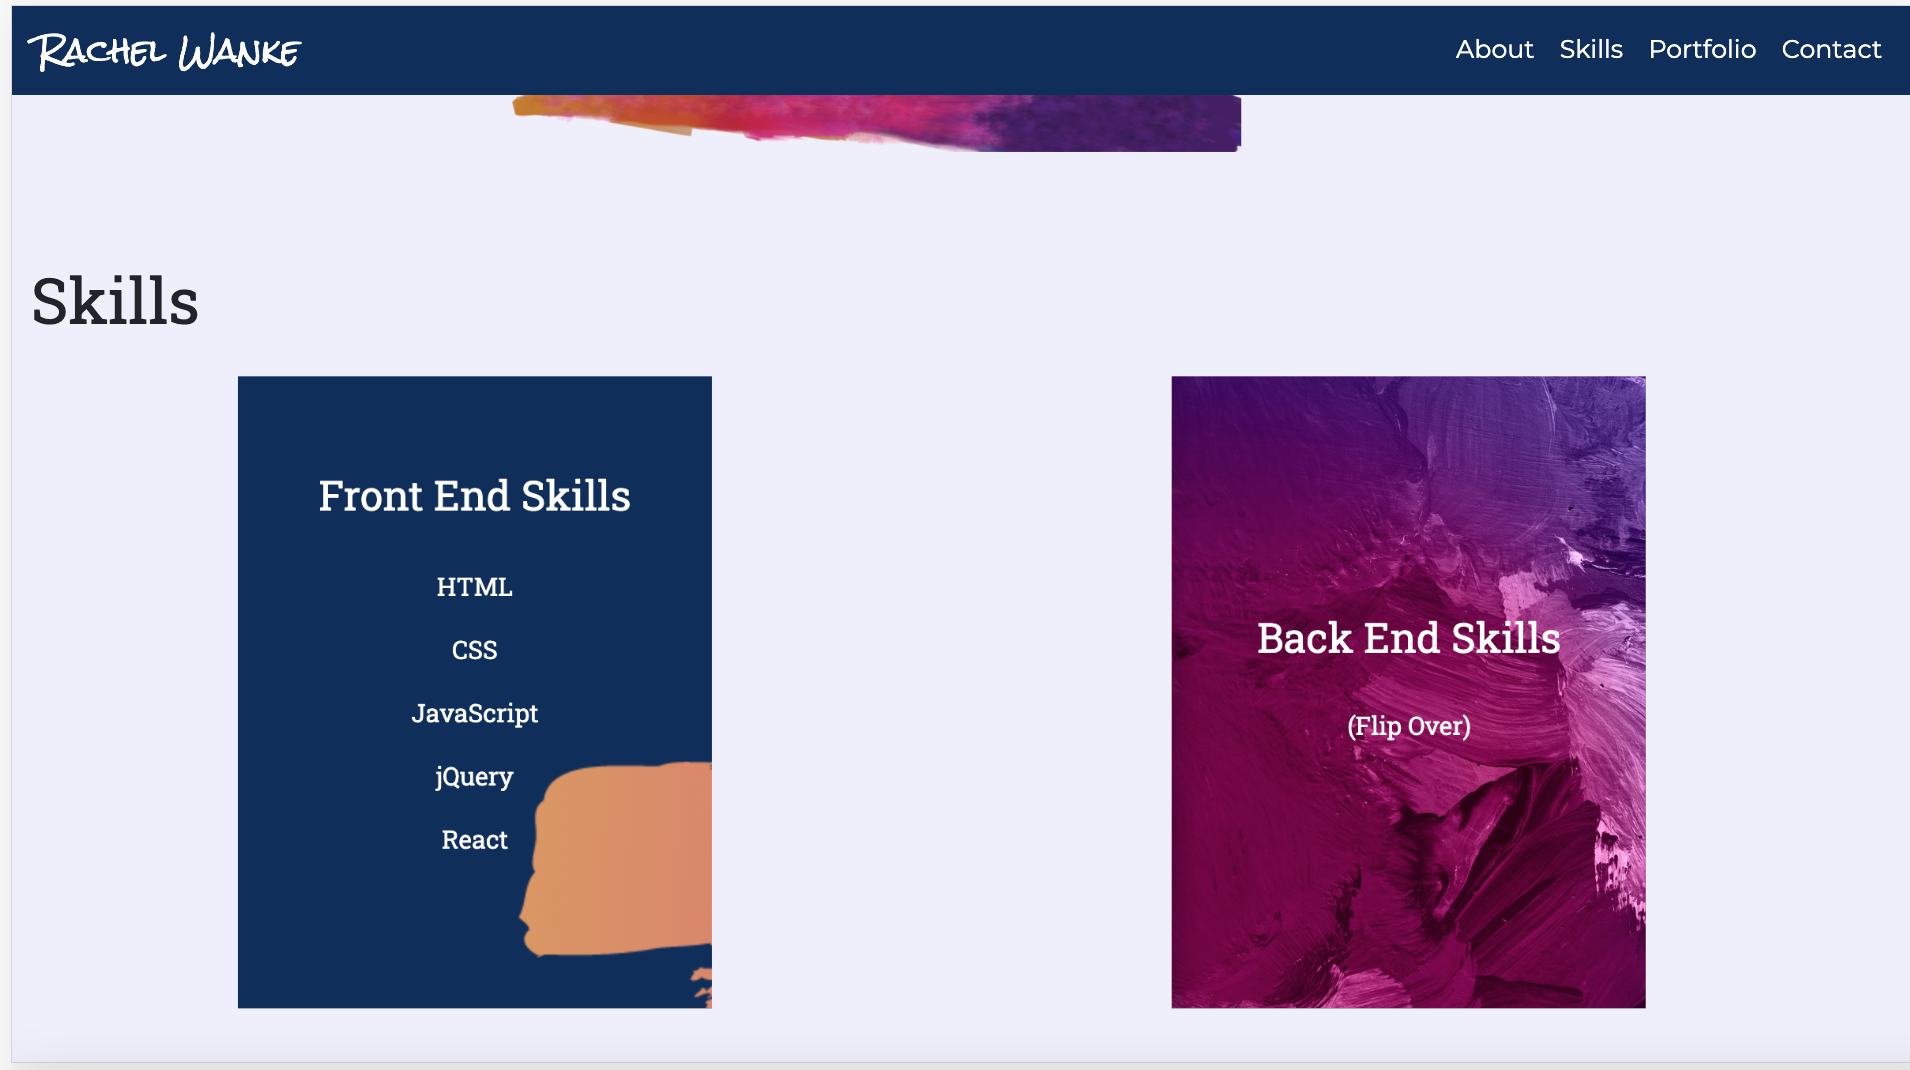 Rachel Wanke
About Skills Portfolio Contact
Skills
Front End Skills
HTML
CSS
JavaScript
jQuery
React
Back End Skills
(Flip Over)